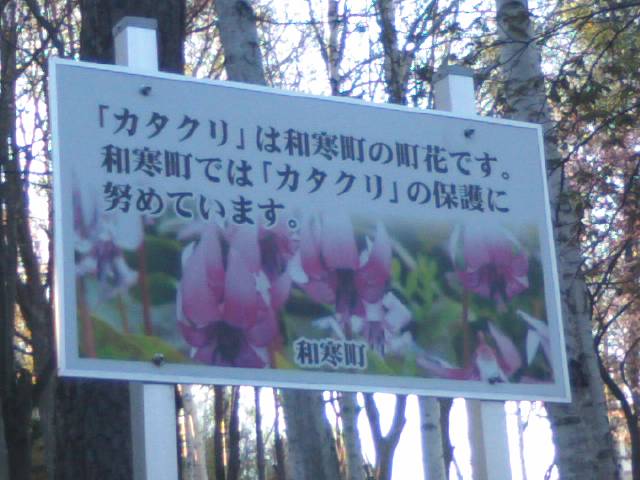 「カタクリ」は和寒町の町花です。
和寒町では「カタクリ」の保護に
努めています。
和寒町